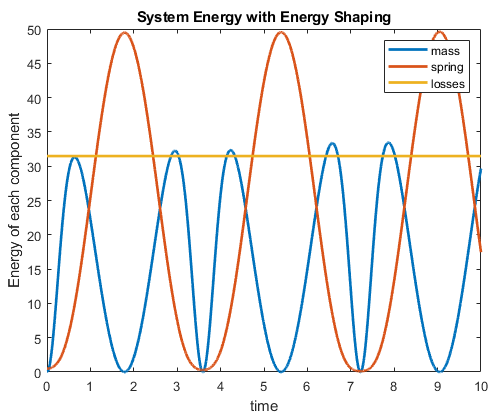 System Energy with Energy Shaping
mass
spring
losses
Energy of each component
50
45
40
35
30
25
20
15
10
5
0
0 1 2 3 4 5 6 7 8 9 10
time